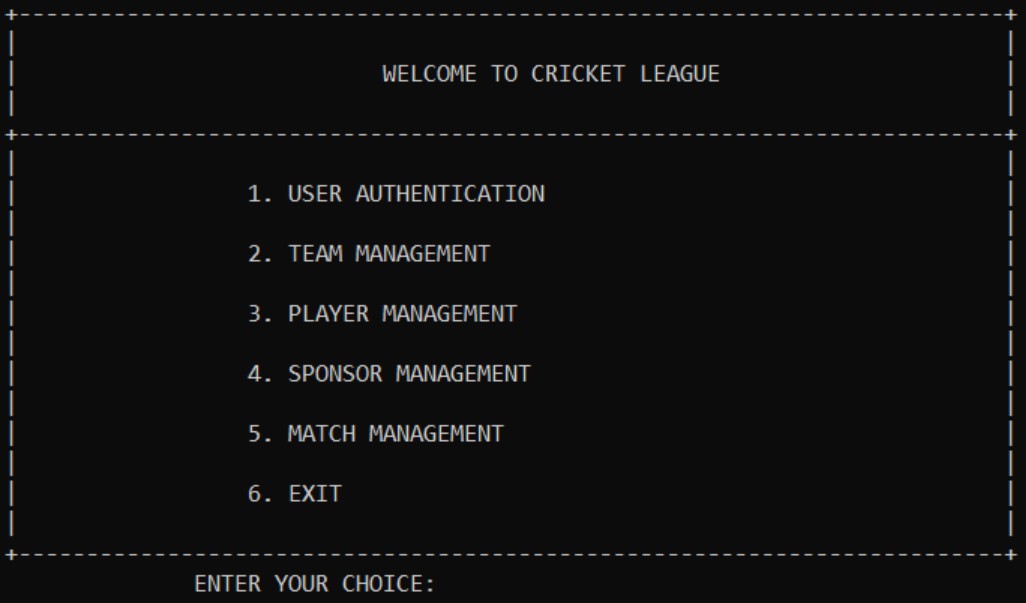 WELCOME TO CRICKET LEAGUE
1. USER AUTHENTICATION
2. TEAM MANAGEMENT
3. PLAYER MANAGEMENT
4. SPONSOR MANAGEMENT
5. MATCH MANAGEMENT
6. EXIT
ENTER YOUR CHOICE: